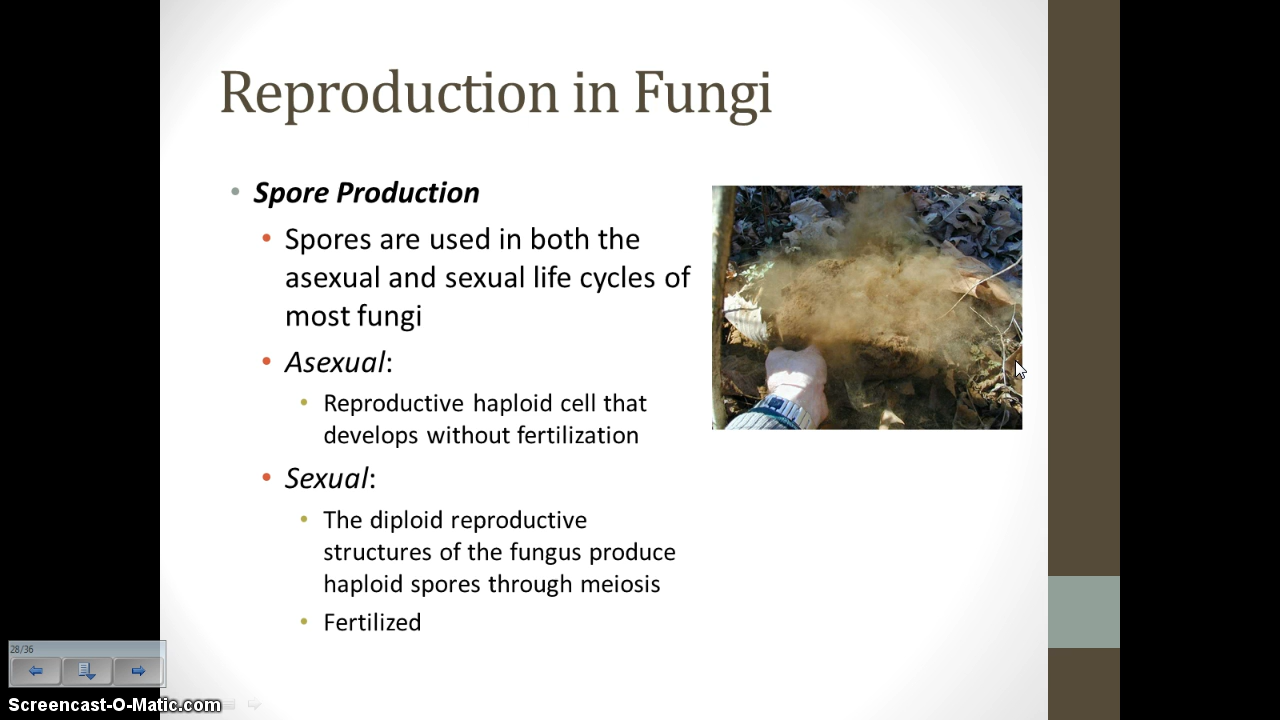 Reproduction in Fungi
• Spore Production
• Spores are used in both the
asexual and sexual life cycles of
most fungi
• Asexual:
• Reproductive haploid cell that
develops without fertilization
• Sexual:
• The diploid reproductive
structures of the fungus produce
haploid spores through meiosis
• Fertilized
28/36
Screencast-O-Matic.com